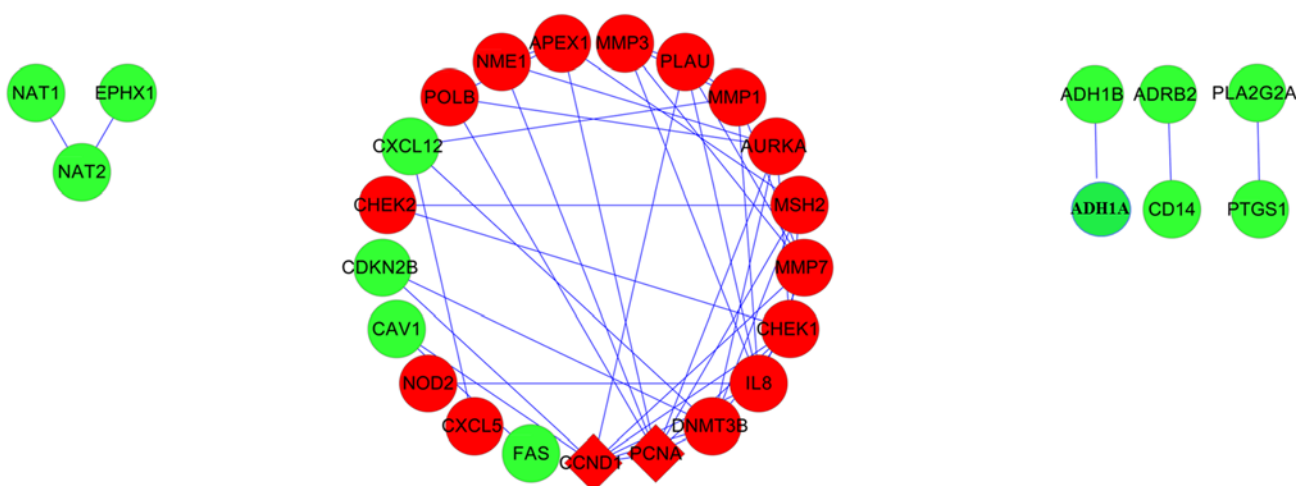 NAT1
EPHX1
NAT2
APEX1
MMP3
NME1
PLAU
POLB
MMP1
CXCL12
AURKA
CHEK2
MSH2
CDKN2B
MMP7
CAV1
CHEK1
NOD2
IL8
CXCL5
DNMT3B
FAS
CCND1
PCNA
ADH1B
ADRB2
PLA2G2A
ADH1A
CD14
PTGS1